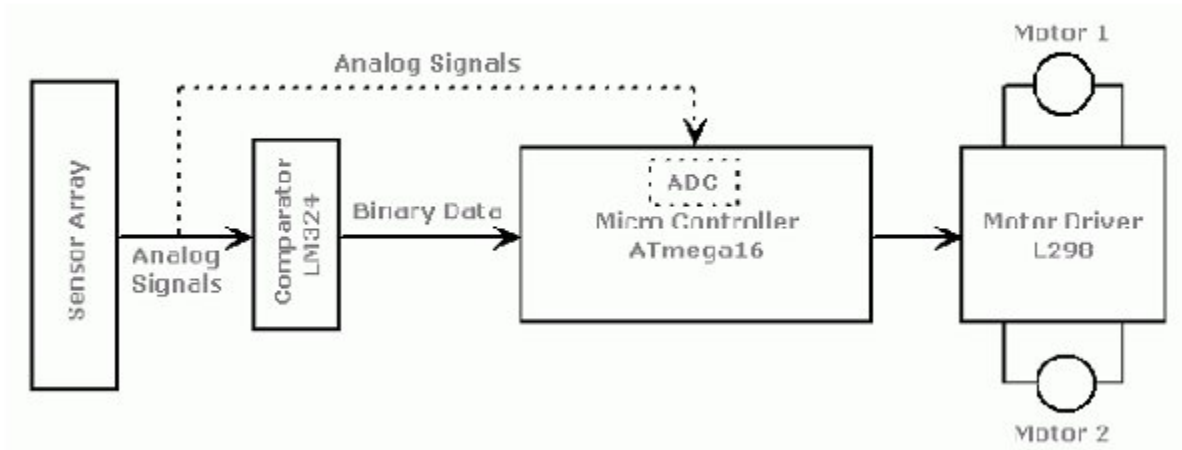 Motor 1
Analog Signals
Sensor Array
Analog
Signals
Comparator
LM324
Binary Data
ADC
Micro Controller
ATmega16
Motor Driver
L298
Motor 2